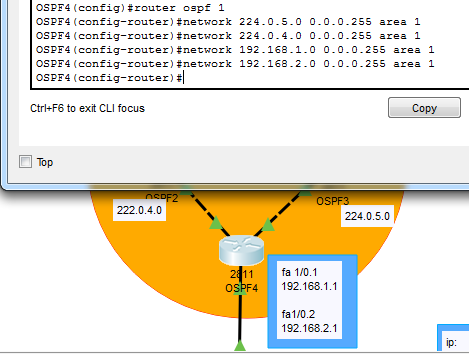 OSPF4(config)#router ospf 1
OSPF4(config-router)#network 224.0.5.0 0.0.0.255 area 1
OSPF4(config-router)#network 224.0.4.0 0.0.0.255 area 1
OSPF4(config-router)#network 192.168.1.0 0.0.0.255 area 1
OSPF4(config-router)#network 192.168.2.0 0.0.0.255 area 1
OSPF4(config-router)#
Ctrl+F6 to exit CLI focus
Copy
Top
OSPF2
OSPF3
222.0.4.0
224.0.5.0
2811
OSPF4
fa 1/0.1
192.168.1.1
fa1/0.2
192.168.2.1
ip: